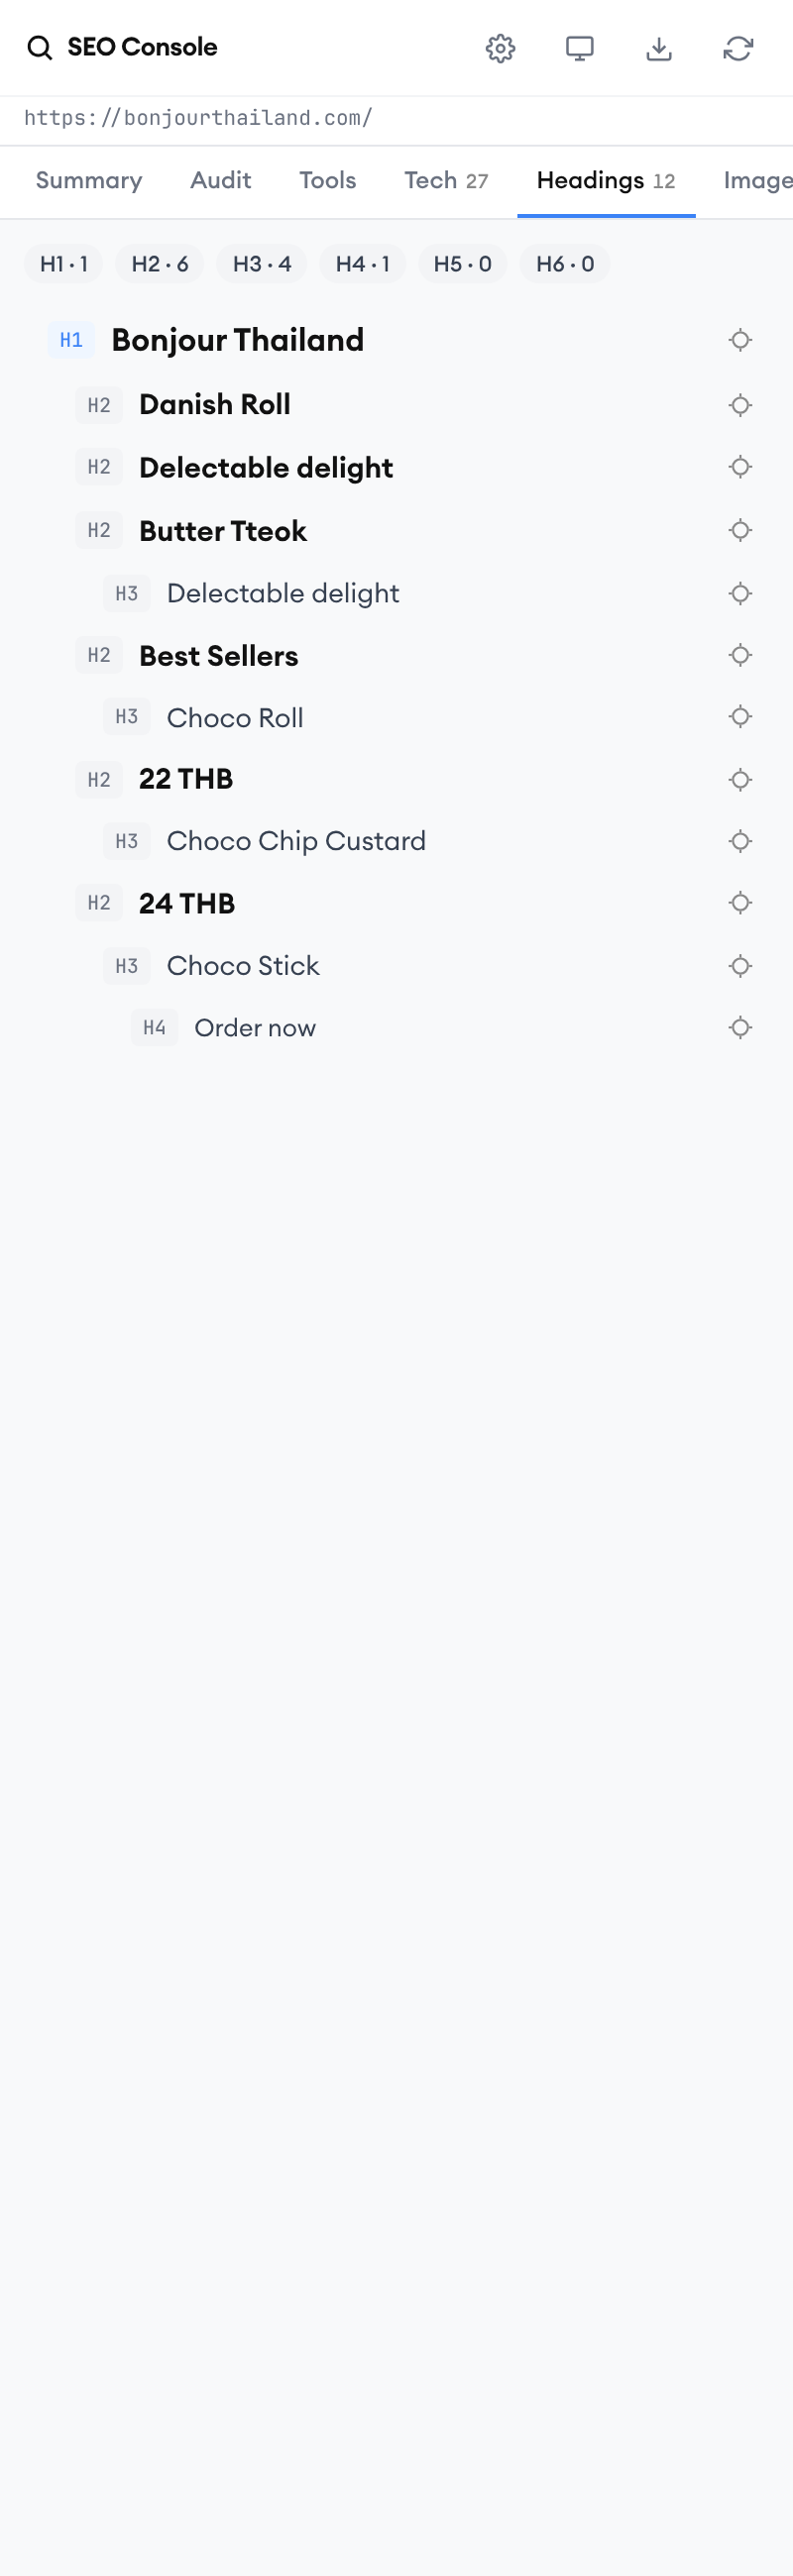 SEO Console
https://bonjourthailand.com/
Summary Audit Tools Tech 27 Headings 12 Image
H1 · 1 H2 · 6 H3 · 4 H4 · 1 H5 · 0 H6 · 0
H1 Bonjour Thailand
H2 Danish Roll
H2 Delectable delight
H2 Butter Tteok
H3 Delectable delight
H2 Best Sellers
H3 Choco Roll
H2 22 THB
H3 Choco Chip Custard
H2 24 THB
H3 Choco Stick
H4 Order now